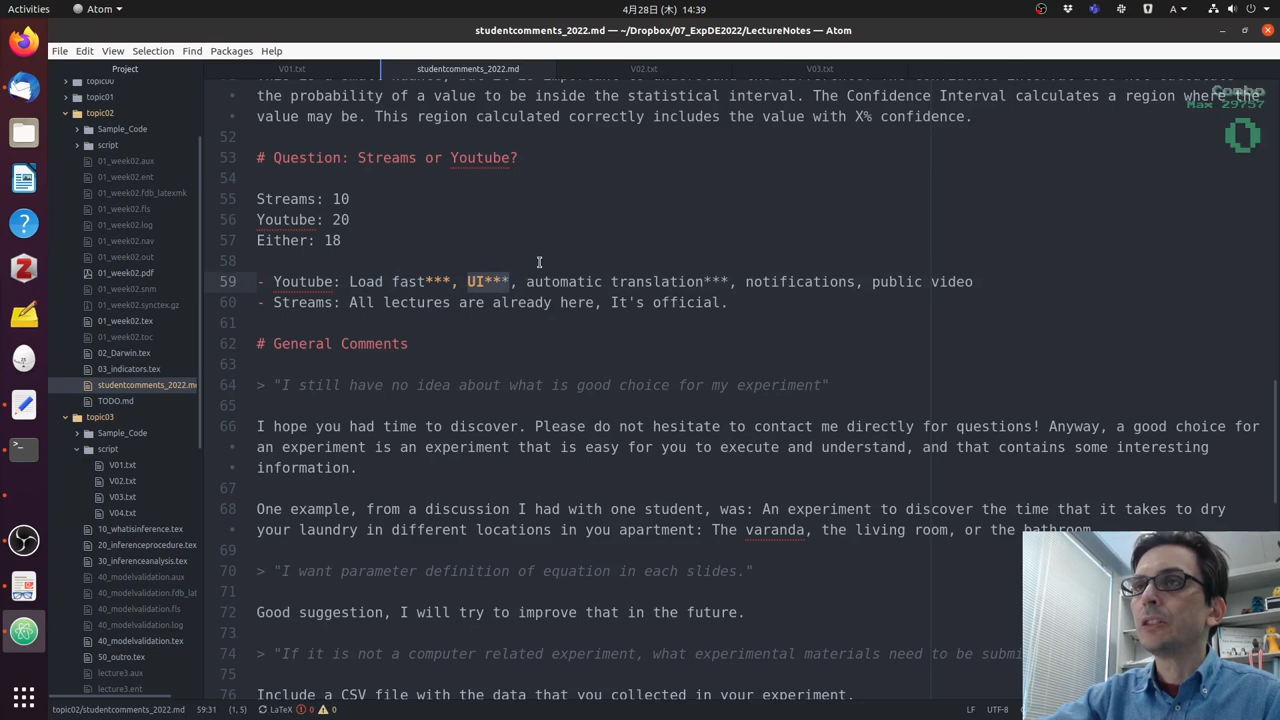 Activities
Atom
4月28日 (木) 14:39
A
studentcomments_2022.md — ~/Dropbox/07_ExpDE2022/LectureNotes — Atom
File Edit View Selection Find Packages Help
Project
V01.txt
studentcomments_2022.md
V02.txt
V03.txt
topic00
topic01
topic02
Sample_Code
script
01_week02.aux
01_week02.ent
01_week02.fdb_latexmk
01_week02.fls
01_week02.log
01_week02.nav
01_week02.out
01_week02.pdf
01_week02.snm
01_week02.synctex.gz
01_week02.tex
01_week02.toc
02_Darwin.tex
03_indicators.tex
studentcomments_2022.md
TODO.md
topic03
Sample_Code
script
V01.txt
V02.txt
V03.txt
V04.txt
10_whatisinference.tex
20_inferenceprocedure.tex
30_inferenceanalysis.tex
40_modelvalidation.aux
40_modelvalidation.fdb_lat
40_modelvalidation.fls
40_modelvalidation.log
40_modelvalidation.tex
50_outro.tex
lecture3.aux
lecture3.ent
the probability of a value to be inside the statistical interval. The Confidence Interval calculates a region where the
value may be. This region calculated correctly includes the value with X% confidence.
Combo
Max 29757
0
52
53 # Question: Streams or Youtube?
54
55 Streams: 10
56 Youtube: 20
57 Either: 18
58
59 - Youtube: Load fast***, UI***, automatic translation***, notifications, public video
60 - Streams: All lectures are already here, It's official.
61
62 # General Comments
63
64 > "I still have no idea about what is good choice for my experiment"
65
66 I hope you had time to discover. Please do not hesitate to contact me directly for questions! Anyway, a good choice for
an experiment is an experiment that is easy for you to execute and understand, and that contains some interesting
information.
67
68 One example, from a discussion I had with one student, was: An experiment to discover the time that it takes to dry
your laundry in different locations in you apartment: The varanda, the living room, or the bathroom.
69
70 > "I want parameter definition of equation in each slides."
71
72 Good suggestion, I will try to improve that in the future.
73
74 > "If it is not a computer related experiment, what experimental materials need to be submi
75
76 Include a CSV file with the data that you collected in your experiment.
topic02/studentcomments_2022.md 59:31 (1, 5) LaTeX 0 0 LF UTF-8